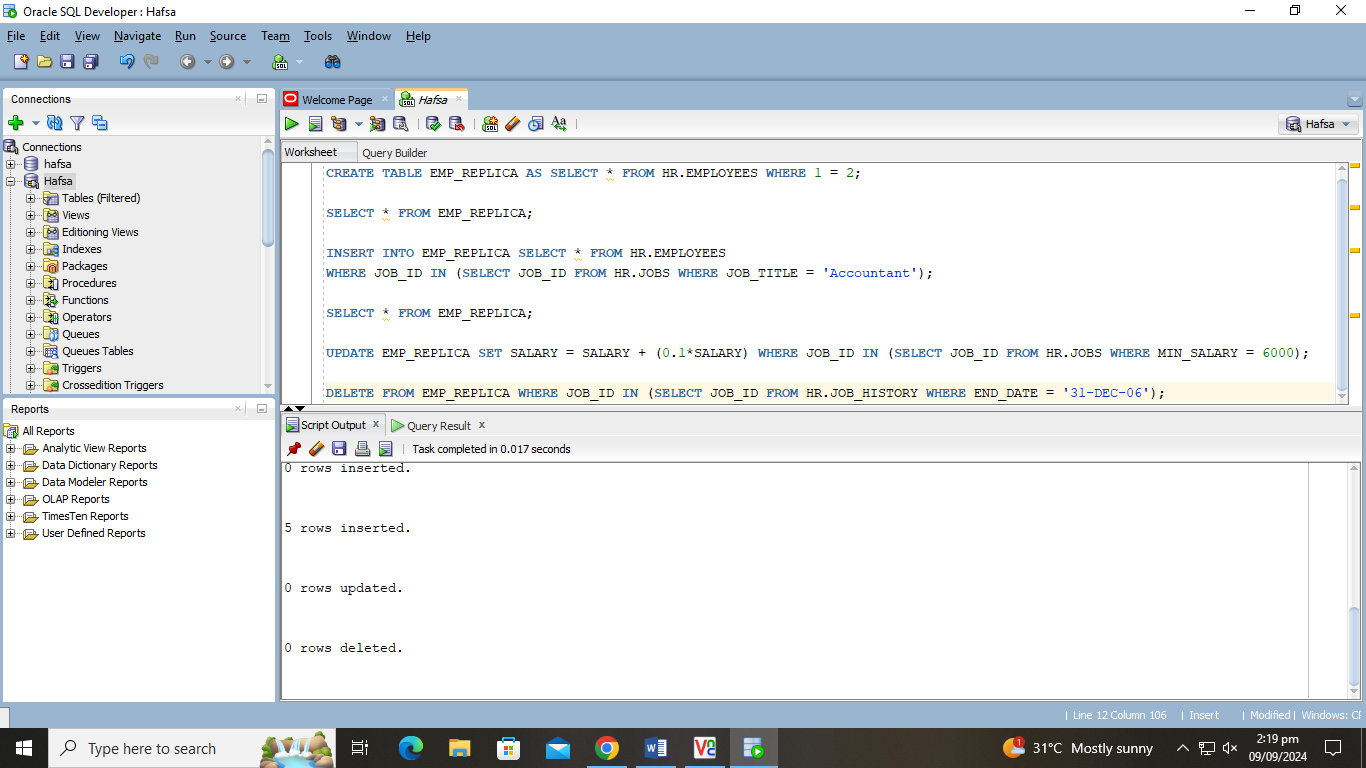 Oracle SQL Developer : Hafsa
File Edit View Navigate Run Source Team Tools Window Help
Connections
Connections
hafsa
Hafsa
Tables (Filtered)
Views
Editioning Views
Indexes
Packages
Procedures
Functions
Operators
Queues
Queues Tables
Triggers
Crossedition Triggers
Reports
All Reports
Analytic View Reports
Data Dictionary Reports
Data Modeler Reports
OLAP Reports
TimesTen Reports
User Defined Reports
Welcome Page Hafsa
Hafsa
Worksheet Query Builder
CREATE TABLE EMP_REPLICA AS SELECT * FROM HR.EMPLOYEES WHERE 1 = 2;
SELECT * FROM EMP_REPLICA;
INSERT INTO EMP_REPLICA SELECT * FROM HR.EMPLOYEES
WHERE JOB_ID IN (SELECT JOB_ID FROM HR.JOBS WHERE JOB_TITLE = 'Accountant');
SELECT * FROM EMP_REPLICA;
UPDATE EMP_REPLICA SET SALARY = SALARY + (0.1*SALARY) WHERE JOB_ID IN (SELECT JOB_ID FROM HR.JOBS WHERE MIN_SALARY = 6000);
DELETE FROM EMP_REPLICA WHERE JOB_ID IN (SELECT JOB_ID FROM HR.JOB_HISTORY WHERE END_DATE = '31-DEC-06');
Script Output Query Result
Task completed in 0.017 seconds
0 rows inserted.
5 rows inserted.
0 rows updated.
0 rows deleted.
Line 12 Column 106 Insert Modified Windows: CF
Type here to search
31°C Mostly sunny
2:19 pm
09/09/2024